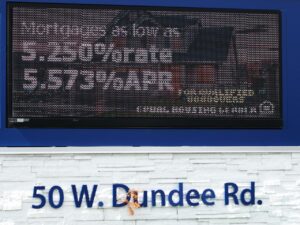 Mortgages as low as
5.250%rate
5.573%APR
FOR QUALIFIED
BORROWERS
EQUAL HOUSING LENDER
50 W. Dundee Rd.